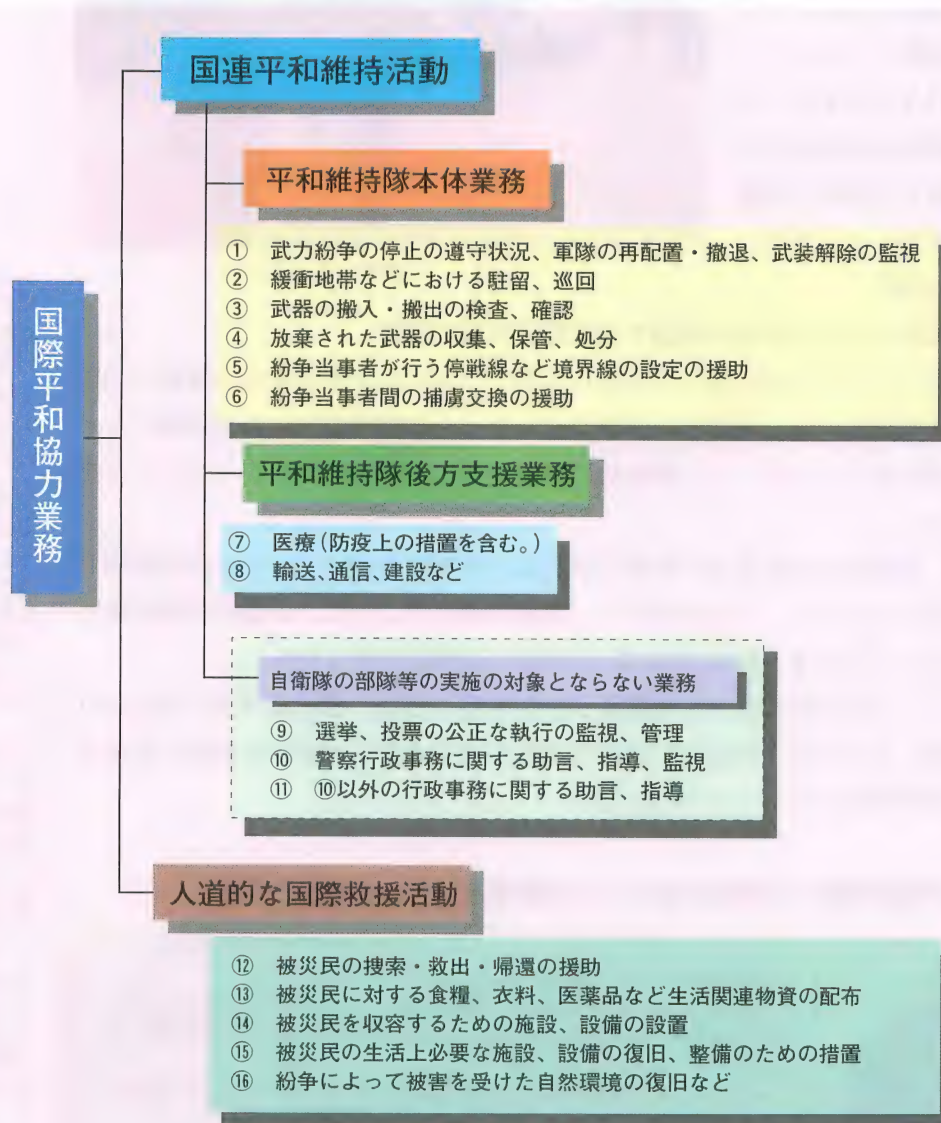 国際平和協力業務
国連平和維持活動
平和維持隊本体業務
① 武力紛争の停止の遵守状況、軍隊の再配置・撤退、武装解除の監視
② 緩衝地帯などにおける駐留、巡回
③ 武器の搬入・搬出の検査、確認
④ 放棄された武器の収集、保管、処分
⑤ 紛争当事者が行う停戦線など境界線の設定の援助
⑥ 紛争当事者間の捕虜交換の援助
平和維持隊後方支援業務
⑦ 医療(防疫上の措置を含む。)
⑧ 輸送、通信、建設など
自衛隊の部隊等の実施の対象とならない業務
⑨ 選挙、投票の公正な執行の監視、管理
⑩ 警察行政事務に関する助言、指導、監視
⑪ ⑩以外の行政事務に関する助言、指導
人道的な国際救援活動
⑫ 被災民の捜索・救出・帰還の援助
⑬ 被災民に対する食糧、衣料、医薬品など生活関連物資の配布
⑭ 被災民を収容するための施設、設備の設置
⑮ 被災民の生活上必要な施設、設備の復旧、整備のための措置
⑯ 紛争によって被害を受けた自然環境の復旧など